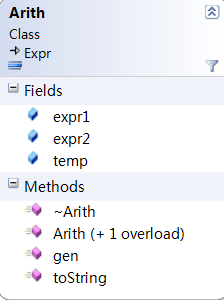 Arith
Class
Expr
Fields
expr1
expr2
temp
Methods
~Arith
Arith (+ 1 overload)
gen
toString